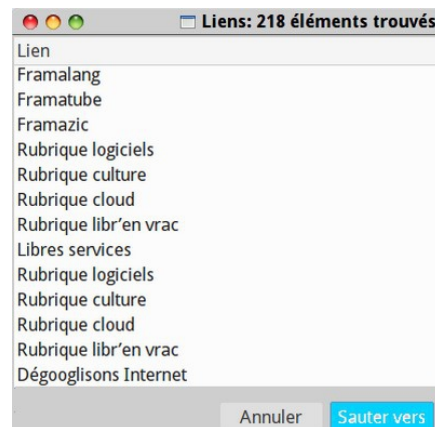 Liens: 218 éléments trouvés
Lien
Framalang
Framatube
Framazic
Rubrique logiciels
Rubrique culture
Rubrique cloud
Rubrique libr’en vrac
Libres services
Rubrique logiciels
Rubrique culture
Rubrique cloud
Rubrique libr’en vrac
Dégooglisons Internet
Annuler Sauter vers